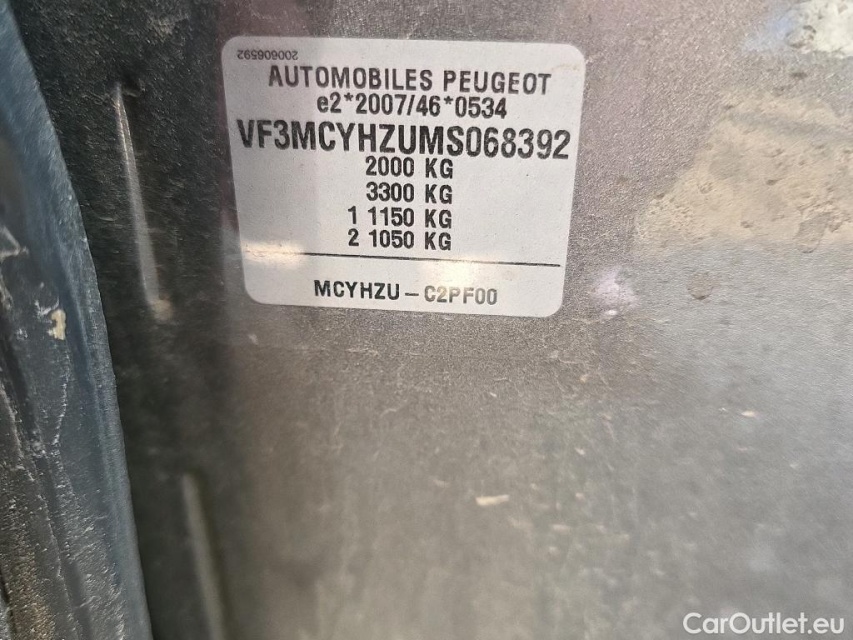 200606592
AUTOMOBILES PEUGEOT
e2*2007/46*0534
VF3MCYHZUMS068392
2000 KG
3300 KG
1 1150 KG
2 1050 KG
MCYHZU – C2PF00
CarOutlet.eu